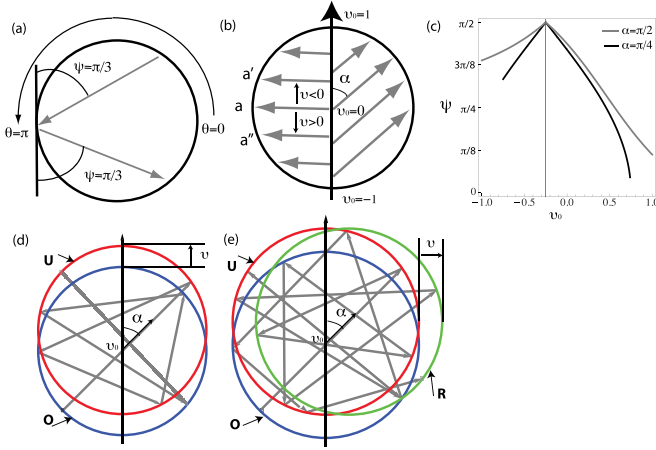 (a)
ψ=π/3
θ=π
θ=0
ψ=π/3
(b)
υ₀=1
a'
α
υ<0
a
υ₀=0
υ>0
a''
υ₀=-1
(c)
α=π/2
α=π/4
π/2
3π/8
π/4
π/8
0
ψ
-1.0
-0.5
0.0
0.5
1.0
υ₀
(d)
U
υ
α
υ₀
O
(e)
U
υ
α
υ₀
O
R